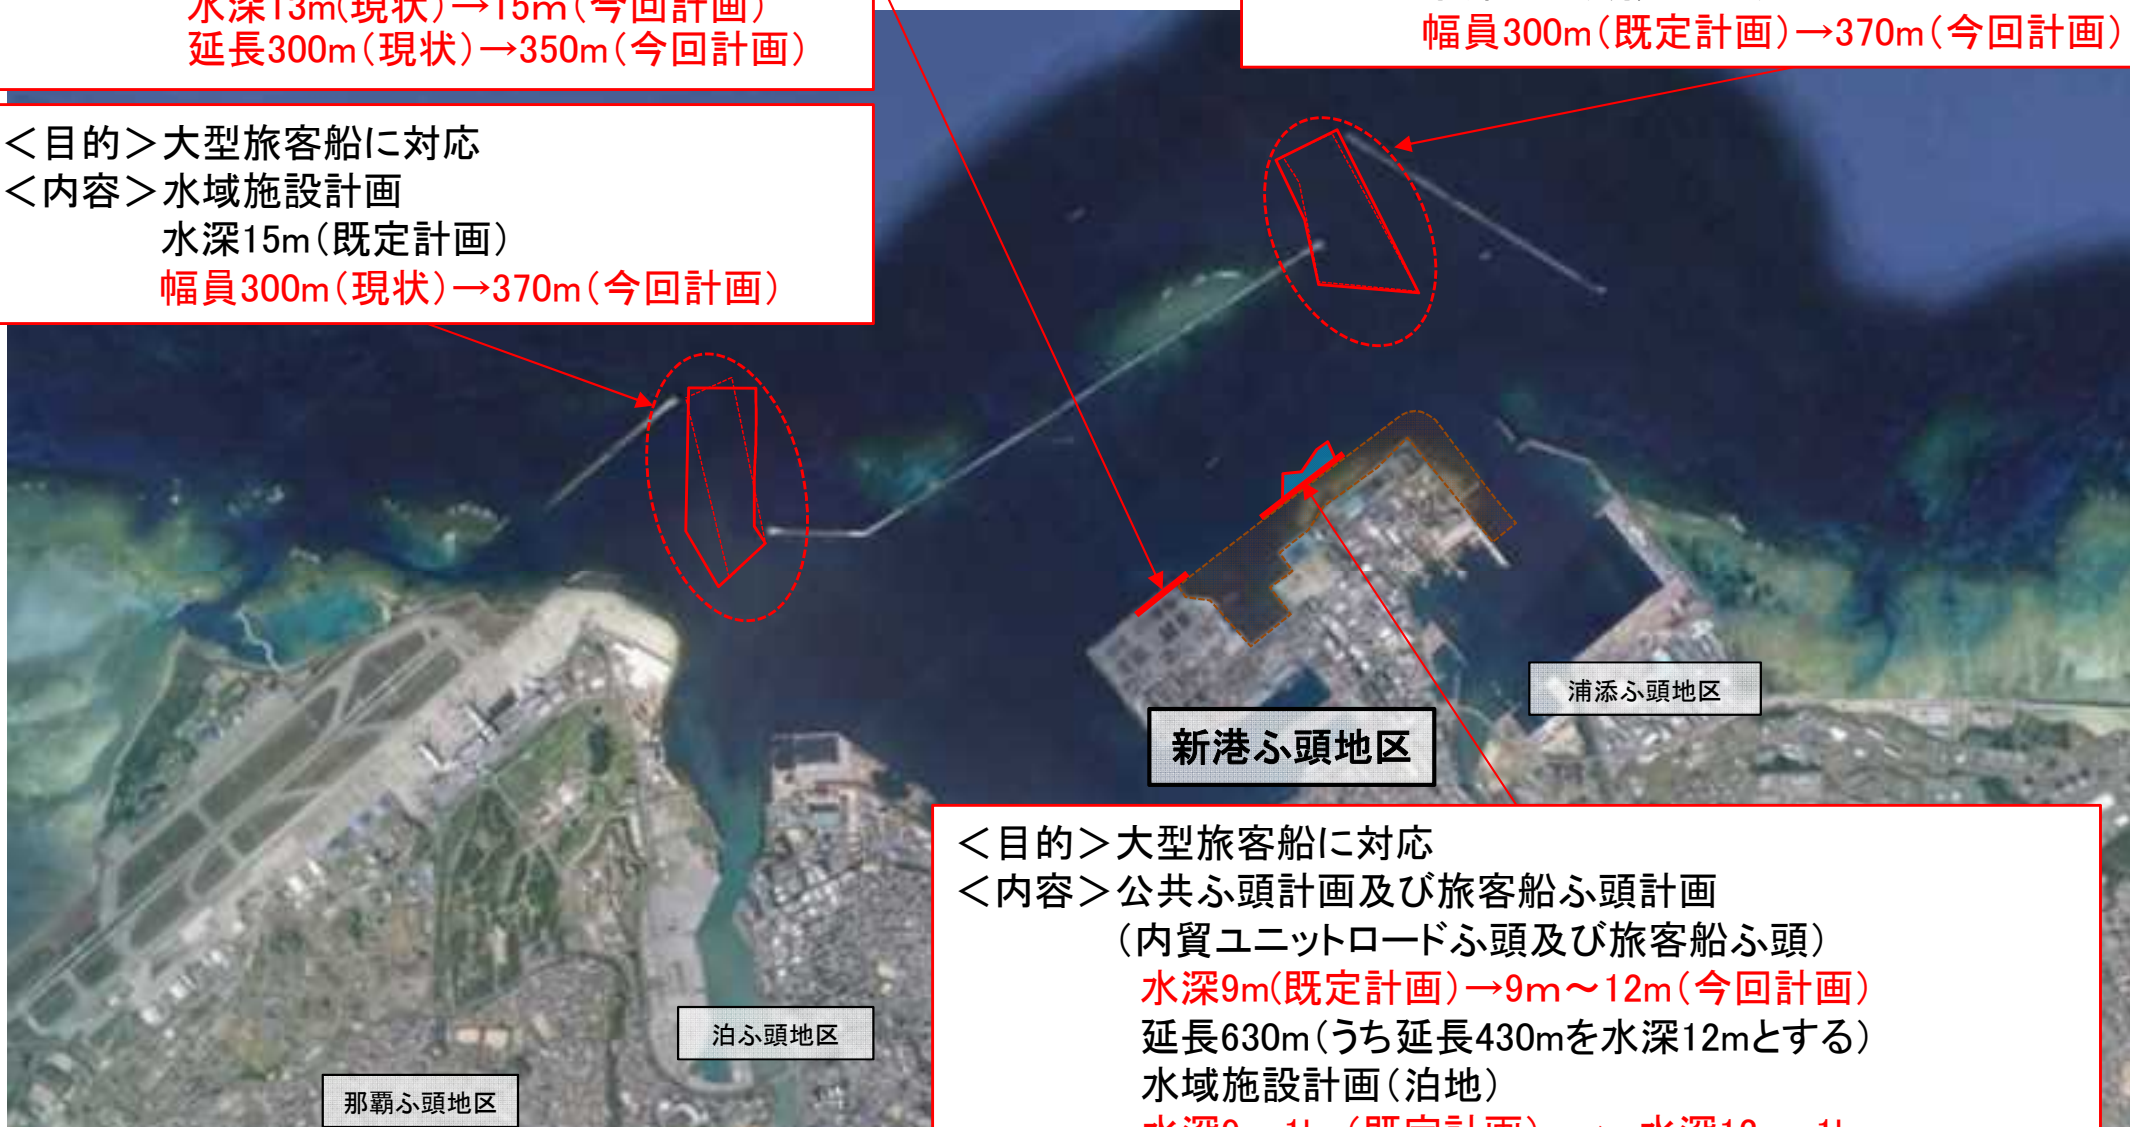 水深13m(現状)→15m(今回計画)
延長300m(現状)→350m(今回計画)
幅員300m(既定計画)→370m(今回計画)
<目的>大型旅客船に対応
<内容>水域施設計画
水深15m(既定計画)
幅員300m(現状)→370m(今回計画)
浦添ふ頭地区
新港ふ頭地区
<目的>大型旅客船に対応
<内容>公共ふ頭計画及び旅客船ふ頭計画
(内貿ユニットロードふ頭及び旅客船ふ頭)
水深9m(既定計画)→9m~12m(今回計画)
延長630m(うち延長430mを水深12mとする)
水域施設計画(泊地)
泊ふ頭地区
那覇ふ頭地区